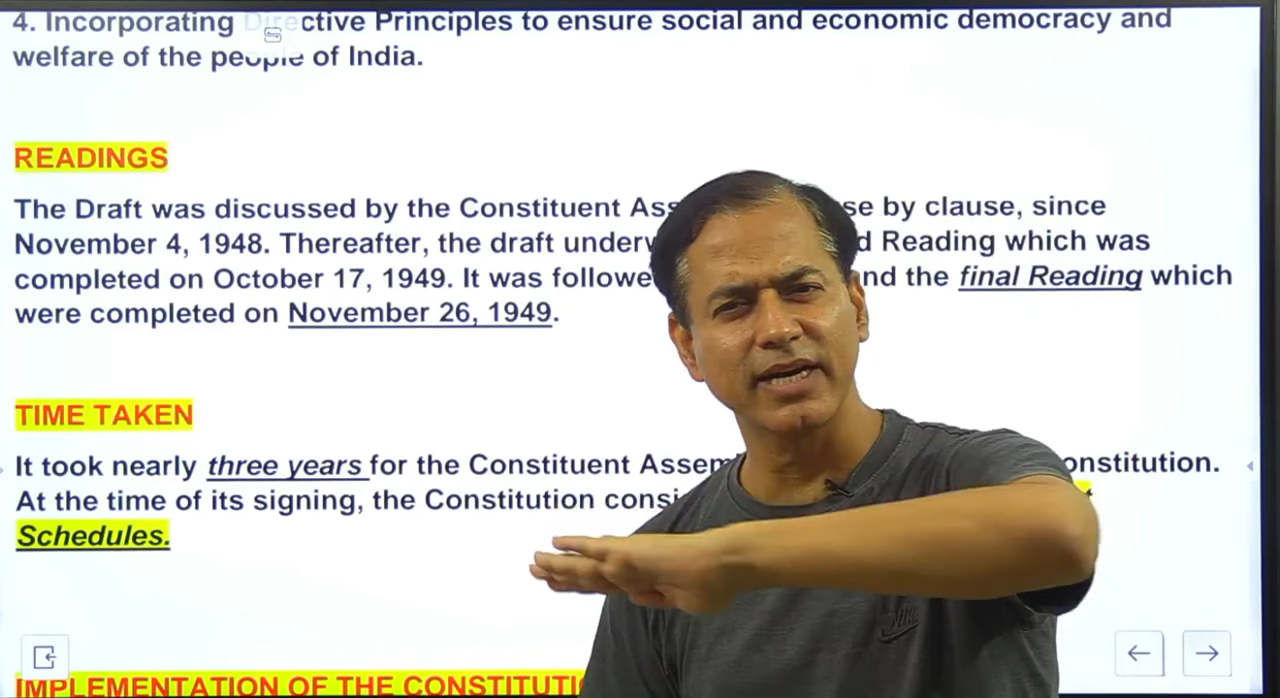 4. Incorporating Directive Principles to ensure social and economic democracy and
welfare of the people of India.
READINGS
The Draft was discussed by the Constituent Ass se by clause, since
November 4, 1948. Thereafter, the draft underw d Reading which was
completed on October 17, 1949. It was followe nd the final Reading which
were completed on November 26, 1949.
TIME TAKEN
It took nearly three years for the Constituent Assem onstitution.
At the time of its signing, the Constitution consi
Schedules.
IMPLEMENTATION OF THE CONSTITUTI